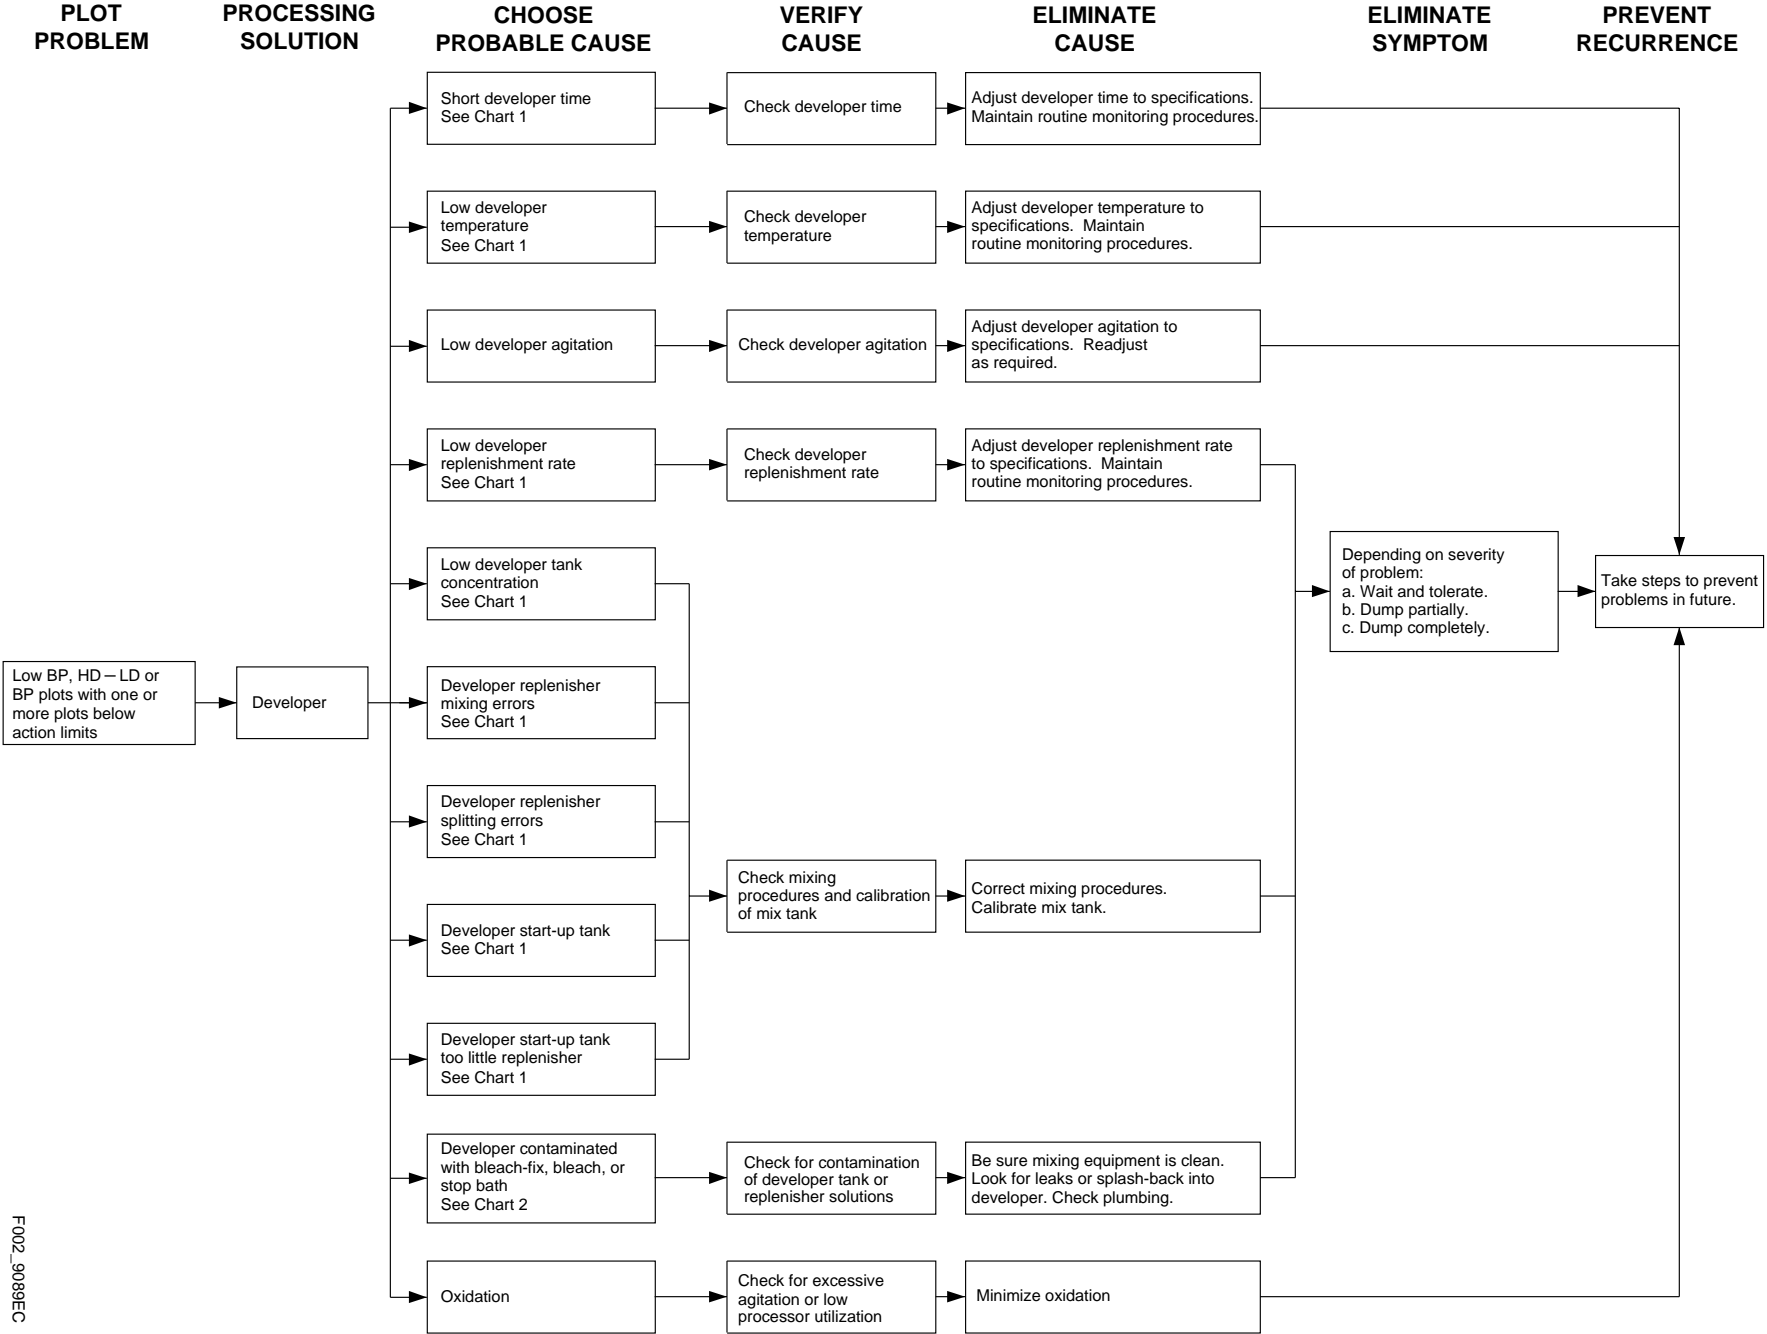 PLOT
PROBLEM
PROCESSING
SOLUTION
CHOOSE
PROBABLE CAUSE
VERIFY
CAUSE
ELIMINATE
CAUSE
ELIMINATE
SYMPTOM
PREVENT
RECURRENCE
Low BP, HD – LD or
BP plots with one or
more plots below
action limits
Developer
Short developer time
See Chart 1
Check developer time
Adjust developer time to specifications.
Maintain routine monitoring procedures.
Low developer
temperature
See Chart 1
Check developer
temperature
Adjust developer temperature to
specifications. Maintain
routine monitoring procedures.
Low developer agitation
Check developer agitation
Adjust developer agitation to
specifications. Readjust
as required.
Low developer
replenishment rate
See Chart 1
Check developer
replenishment rate
Adjust developer replenishment rate
to specifications. Maintain
routine monitoring procedures.
Low developer tank
concentration
See Chart 1
Developer replenisher
mixing errors
See Chart 1
Developer replenisher
splitting errors
See Chart 1
Developer start-up tank
See Chart 1
Developer start-up tank
too little replenisher
See Chart 1
Check mixing
procedures and calibration
of mix tank
Correct mixing procedures.
Calibrate mix tank.
Developer contaminated
with bleach-fix, bleach, or
stop bath
See Chart 2
Check for contamination
of developer tank or
replenisher solutions
Be sure mixing equipment is clean.
Look for leaks or splash-back into
developer. Check plumbing.
Oxidation
Check for excessive
agitation or low
processor utilization
Minimize oxidation
Depending on severity
of problem:
a. Wait and tolerate.
b. Dump partially.
c. Dump completely.
Take steps to prevent
problems in future.
F002_9089EC